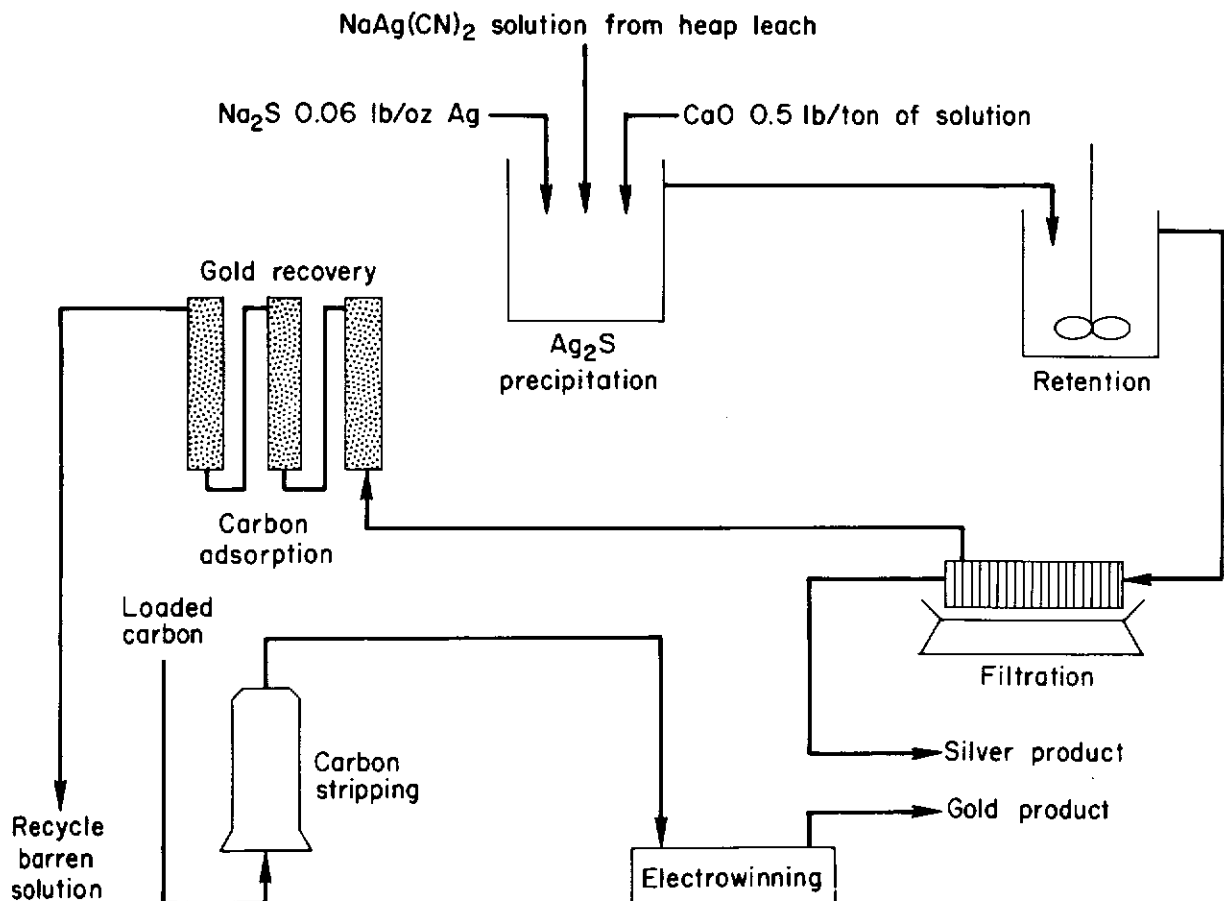 NaAg(CN)2 solution from heap leach
Na2S 0.06 lb/oz Ag
CaO 0.5 lb/ton of solution
Gold recovery
Ag2S
precipitation
Retention
Carbon
adsorption
Loaded
carbon
Filtration
Carbon
stripping
Silver product
Gold product
Recycle
barren
solution
Electrowinning